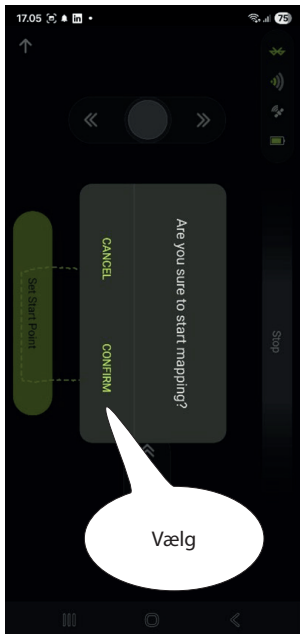 17.05
75
Are you sure to start mapping?
CANCEL
CONFIRM
Set Start Point
Stop
Vælg